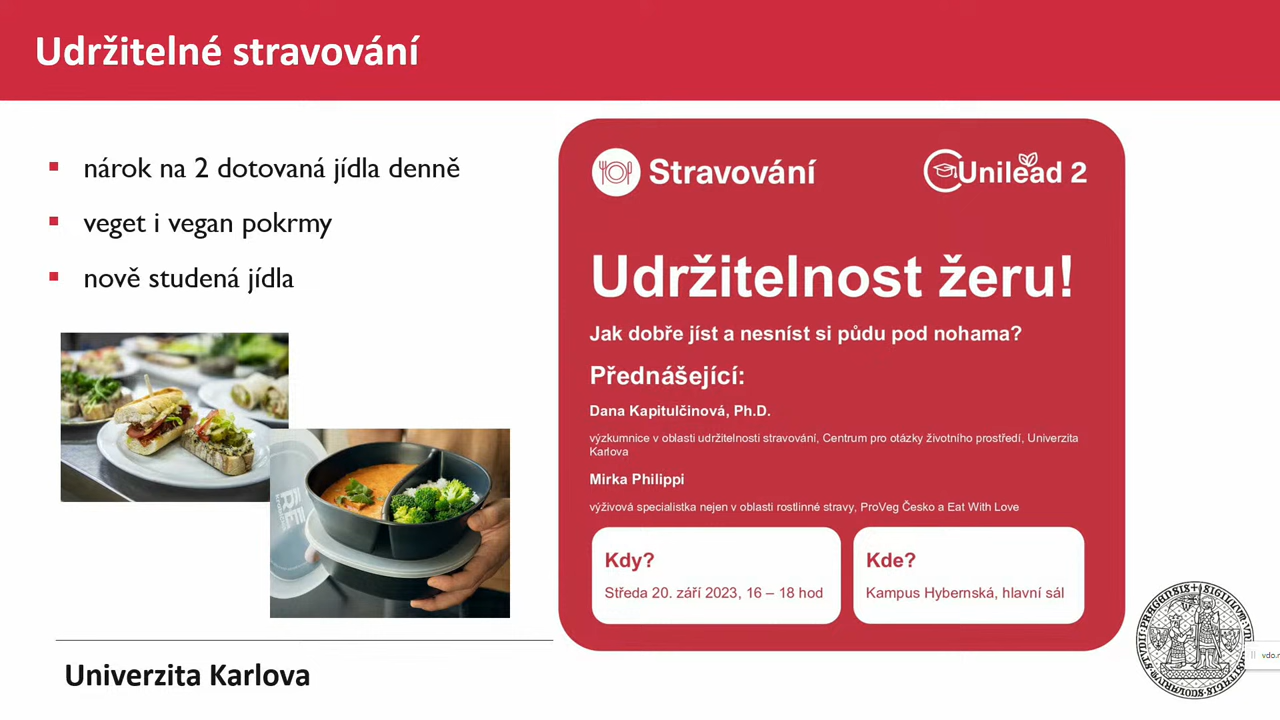 Udržitelné stravování
nárok na 2 dotovaná jídla denně
veget i vegan pokrmy
nově studená jídla
Stravování
Unilead 2
Udržitelnost žeru!
Jak dobře jíst a nesníst si půdu pod nohama?
Přednášející:
Dana Kapitulčinová, Ph.D.
výzkumnice v oblasti udržitelnosti stravování, Centrum pro otázky životního prostředí, Univerzita
Karlova
Mirka Philippi
výživová specialistka nejen v oblasti rostlinné stravy, ProVeg Česko a Eat With Love
Kdy?
Středa 20. září 2023, 16 – 18 hod
Kde?
Kampus Hybernská, hlavní sál
Univerzita Karlova